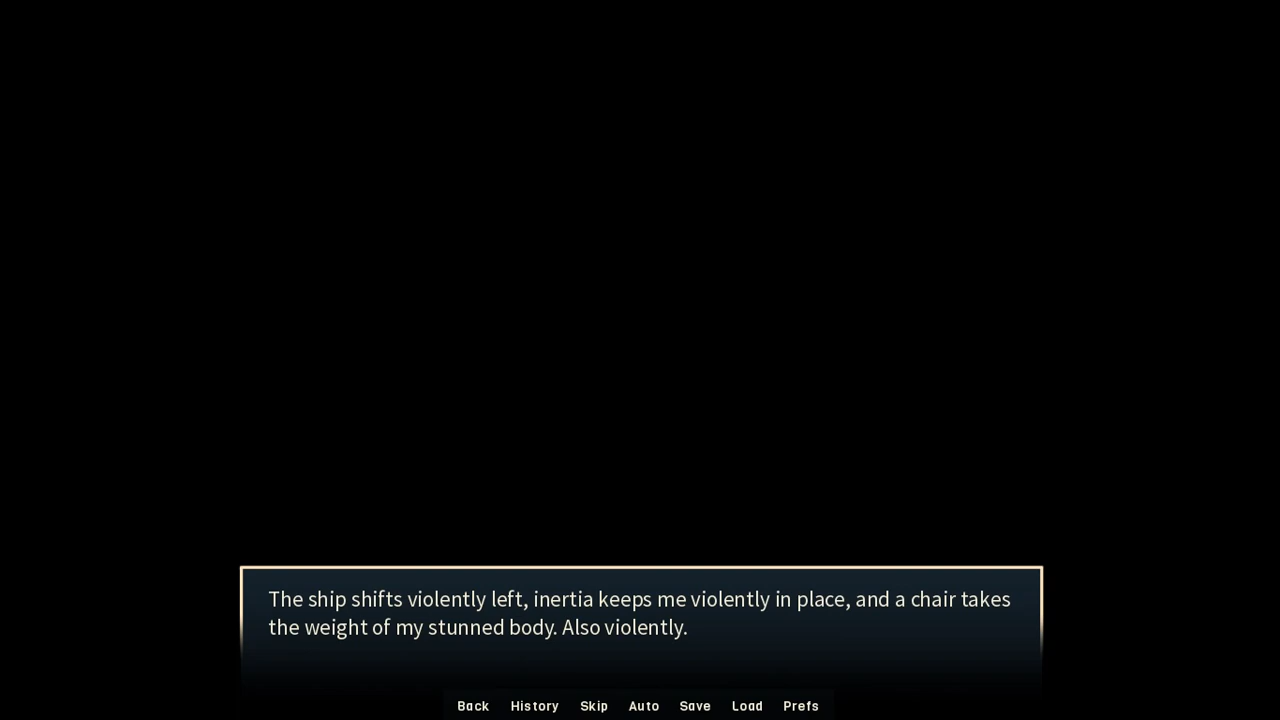 The ship shifts violently left, inertia keeps me violently in place, and a chair takes
the weight of my stunned body. Also violently.
Back History Skip Auto Save Load Prefs